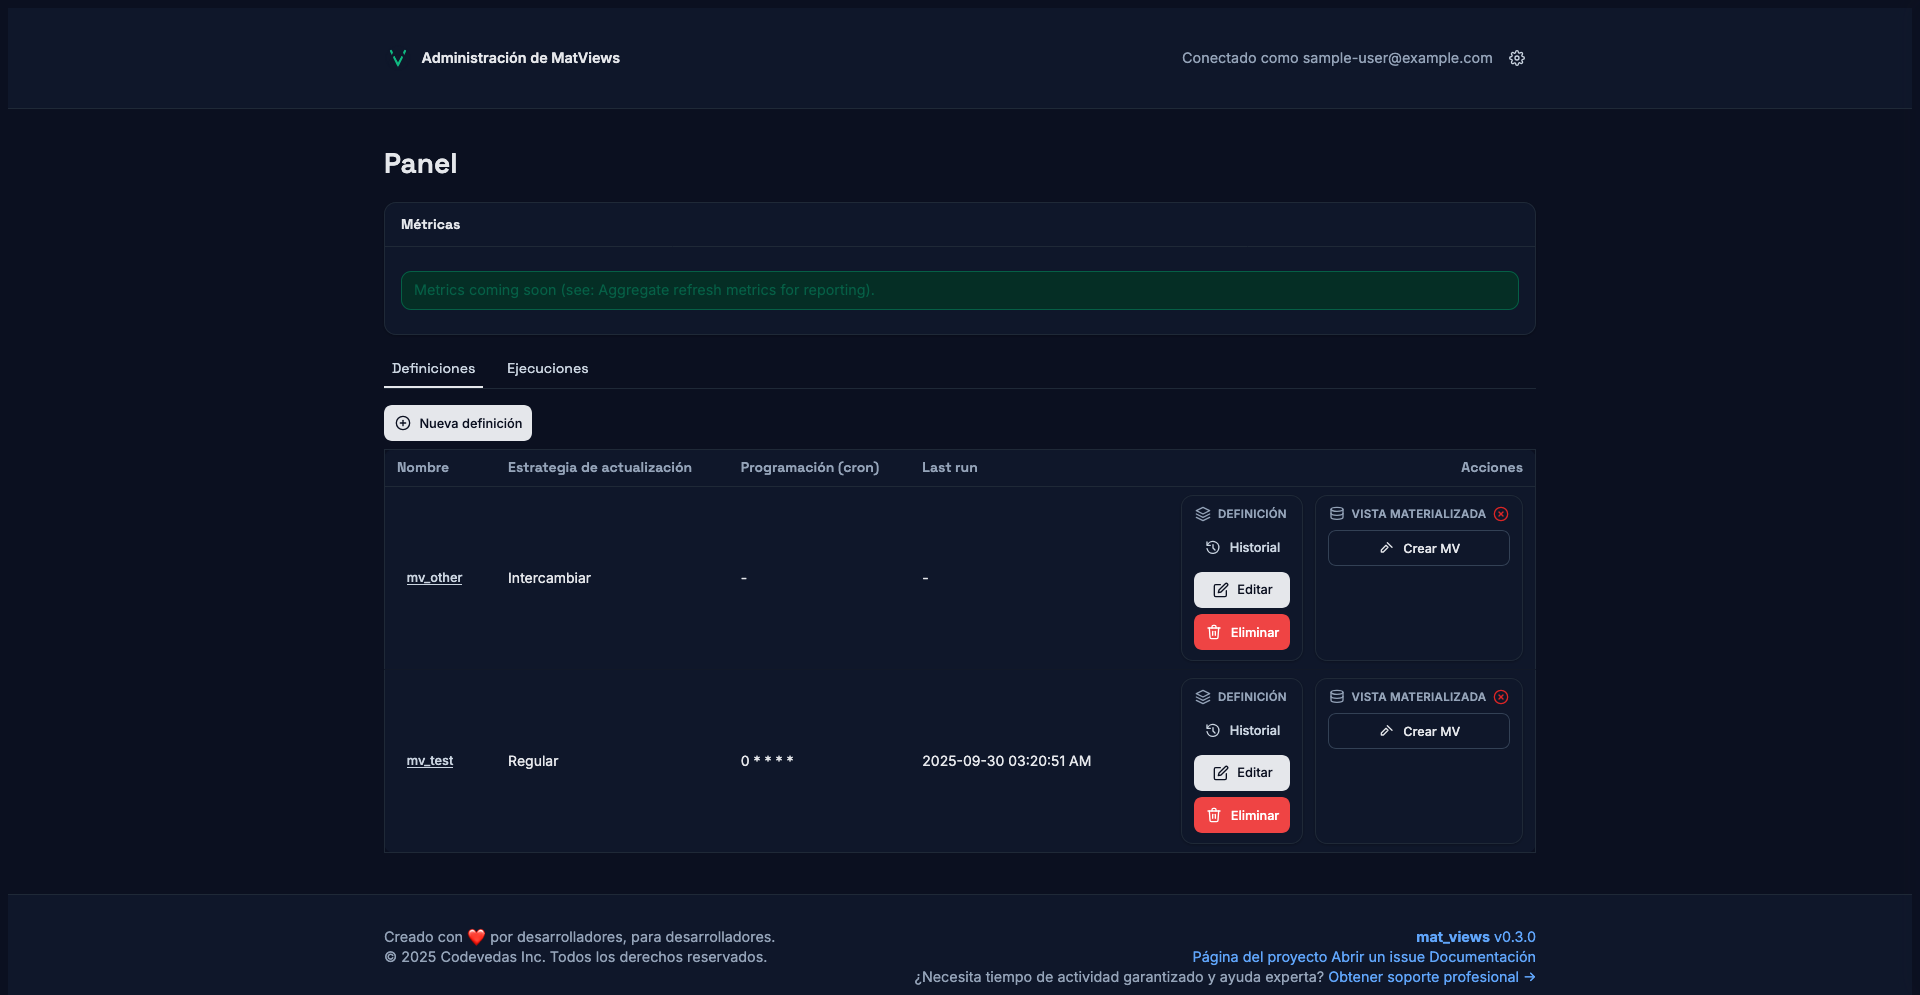 Administración de MatViews
Conectado como sample-user@example.com
Panel
Métricas
Metrics coming soon (see: Aggregate refresh metrics for reporting).
Definiciones Ejecuciones
Nueva definición
Nombre Estrategia de actualización Programación (cron) Last run Acciones
DEFINICIÓN VISTA MATERIALIZADA
Historial Crear MV
mv_other Intercambiar - -
Editar
Eliminar
DEFINICIÓN VISTA MATERIALIZADA
Historial Crear MV
mv_test Regular 0 * * * * 2025-09-30 03:20:51 AM
Editar
Eliminar
Creado con ❤️ por desarrolladores, para desarrolladores.
© 2025 Codevedas Inc. Todos los derechos reservados.
mat_views v0.3.0
Página del proyecto Abrir un issue Documentación
¿Necesita tiempo de actividad garantizado y ayuda experta? Obtener soporte profesional →